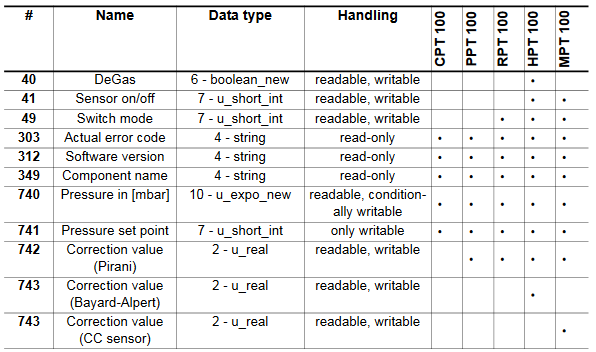 # Name Data type Handling CPT 100 PPT 100 RPT 100 HPT 100 MPT 100
40 DeGas 6 - boolean_new readable, writable •
41 Sensor on/off 7 - u_short_int readable, writable • •
49 Switch mode 7 - u_short_int readable, writable • • •
303 Actual error code 4 - string read-only • • • • •
312 Software version 4 - string read-only • • • • •
349 Component name 4 - string read-only • • • • •
740 Pressure in [mbar] 10 - u_expo_new readable, condition-
ally writable • • • • •
741 Pressure set point 7 - u_short_int only writable • • • • •
742 Correction value 2 - u_real readable, writable
(Pirani) • • • •
743 Correction value 2 - u_real readable, writable
(Bayard-Alpert) •
743 Correction value 2 - u_real readable, writable
(CC sensor) •